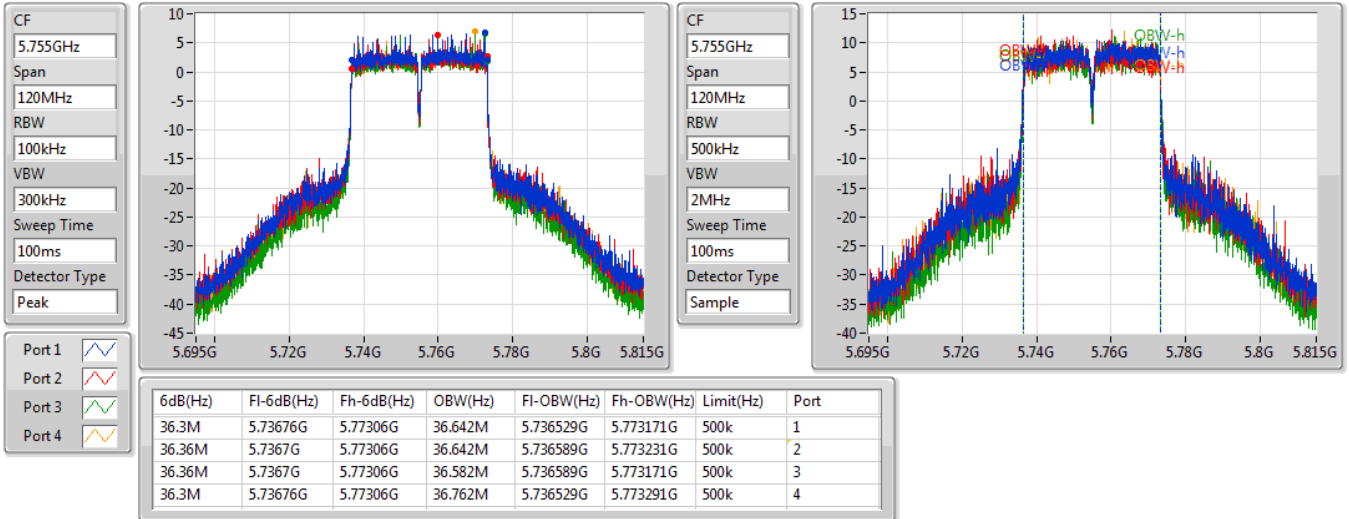 CF
5.755GHz
Span
120MHz
RBW
100kHz
VBW
300kHz
Sweep Time
100ms
Detector Type
Peak
10
5
0
-5
-10
-15
-20
-25
-30
-35
-40
-45
5.695G 5.72G 5.74G 5.76G 5.78G 5.8G 5.815G
CF
5.755GHz
Span
120MHz
RBW
500kHz
VBW
2MHz
Sweep Time
100ms
Detector Type
Sample
15
10
5
0
-5
-10
-15
-20
-25
-30
-35
-40
OBW-h
OBW-h
OBW-h
5.695G 5.72G 5.74G 5.76G 5.78G 5.8G 5.815G
Port 1
Port 2
Port 3
Port 4
6dB(Hz) Fl-6dB(Hz) Fh-6dB(Hz) OBW(Hz) Fl-OBW(Hz) Fh-OBW(Hz) Limit(Hz) Port
36.3M 5.73676G 5.77306G 36.642M 5.736529G 5.773171G 500k 1
36.36M 5.7367G 5.77306G 36.642M 5.736589G 5.773231G 500k 2
36.36M 5.7367G 5.77306G 36.582M 5.736589G 5.773171G 500k 3
36.3M 5.73676G 5.77306G 36.762M 5.736529G 5.773291G 500k 4